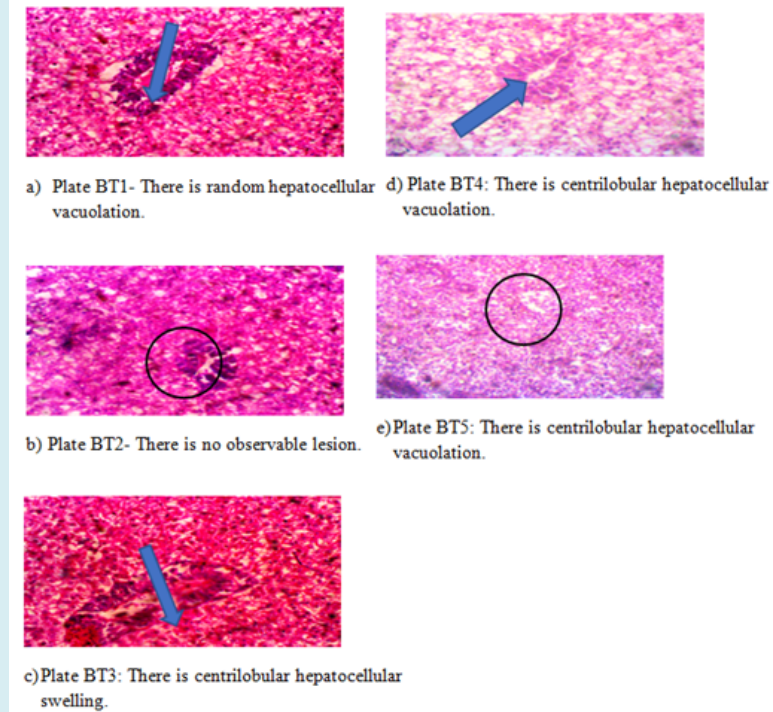 a) Plate BT1- There is random hepatocellular
vacuolation.
b) Plate BT2- There is no observable lesion.
c)Plate BT3: There is centrilobular hepatocellular
swelling.
d) Plate BT4: There is centrilobular hepatocellular
vacuolation.
e)Plate BT5: There is centrilobular hepatocellular
vacuolation.